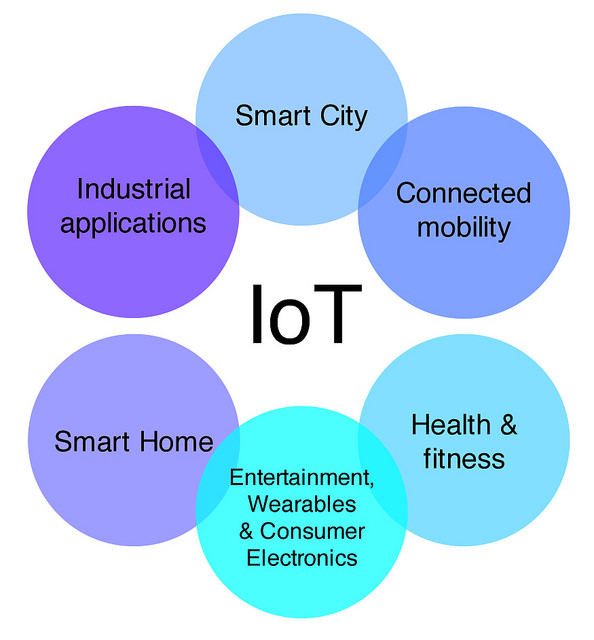 Smart City
Industrial
applications
Connected
mobility
IoT
Smart Home
Health &
fitness
Entertainment,
Wearables
& Consumer
Electronics